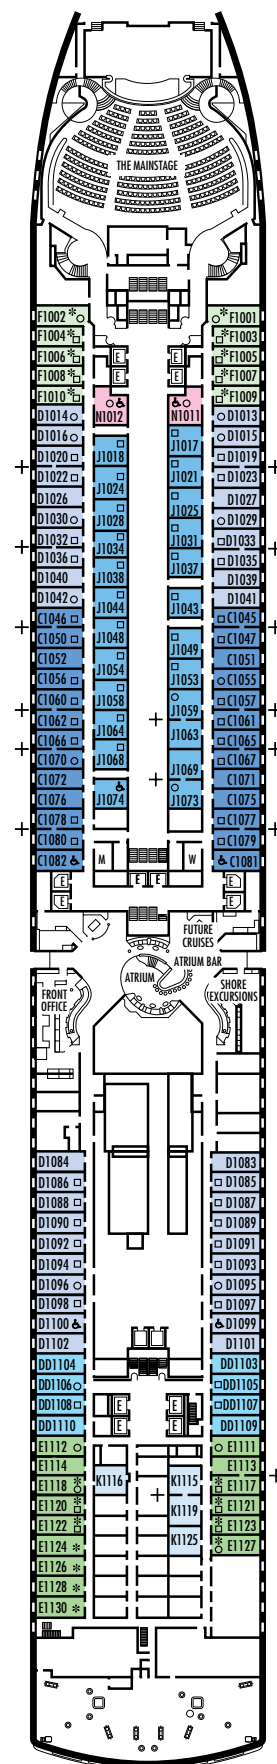 THE MAINSTAGE
F1002 F1001
F1004 F1003
E E
F1006 F1005
F1008 E E F1007
F1010 F1009
D1014 N1012 N1011 D1013
D1016 D1015
J1017
D1020 J1018 D1019
D1022 J1021 D1023
J1024
D1026 J1025 D1027
D1030 J1028 D1029
D1032 J1031 D1033
J1034
D1036 J1037 D1035
D1040 J1038 D1039
D1042 D1041
J1044 J1043
C1046 C1045
C1050 J1048 J1049 C1047
C1052 C1051
J1054 J1053
C1056 C1055
C1060 J1058 J1059 C1057
C1062 C1061
J1064 J1063
C1066 C1065
C1070 J1068 J1069 C1067
C1072 C1071
C1076 J1074 J1073 C1075
C1078 C1077
C1080 C1079
C1082 M W C1081
E E E E
E E
FUTURE
CRUISES
ATRIUM BAR
ATRIUM
FRONT
OFFICE
SHORE
EXCURSIONS
D1084 D1083
D1086 D1085
D1088 D1087
D1090 D1089
D1092 D1091
D1094 D1093
D1096 D1095
D1098 D1097
D1100 D1099
D1102 D1101
DD1104 DD1103
DD1106 E E DD1105
DD1108 DD1107
DD1110 E E DD1109
E1112 E1111
E1114 E1113
K1116 K1115
E1118 E1117
E1120 K1119 E1121
E1122 E1123
E1124 K1125 E1127
E1126
E1128
E1130